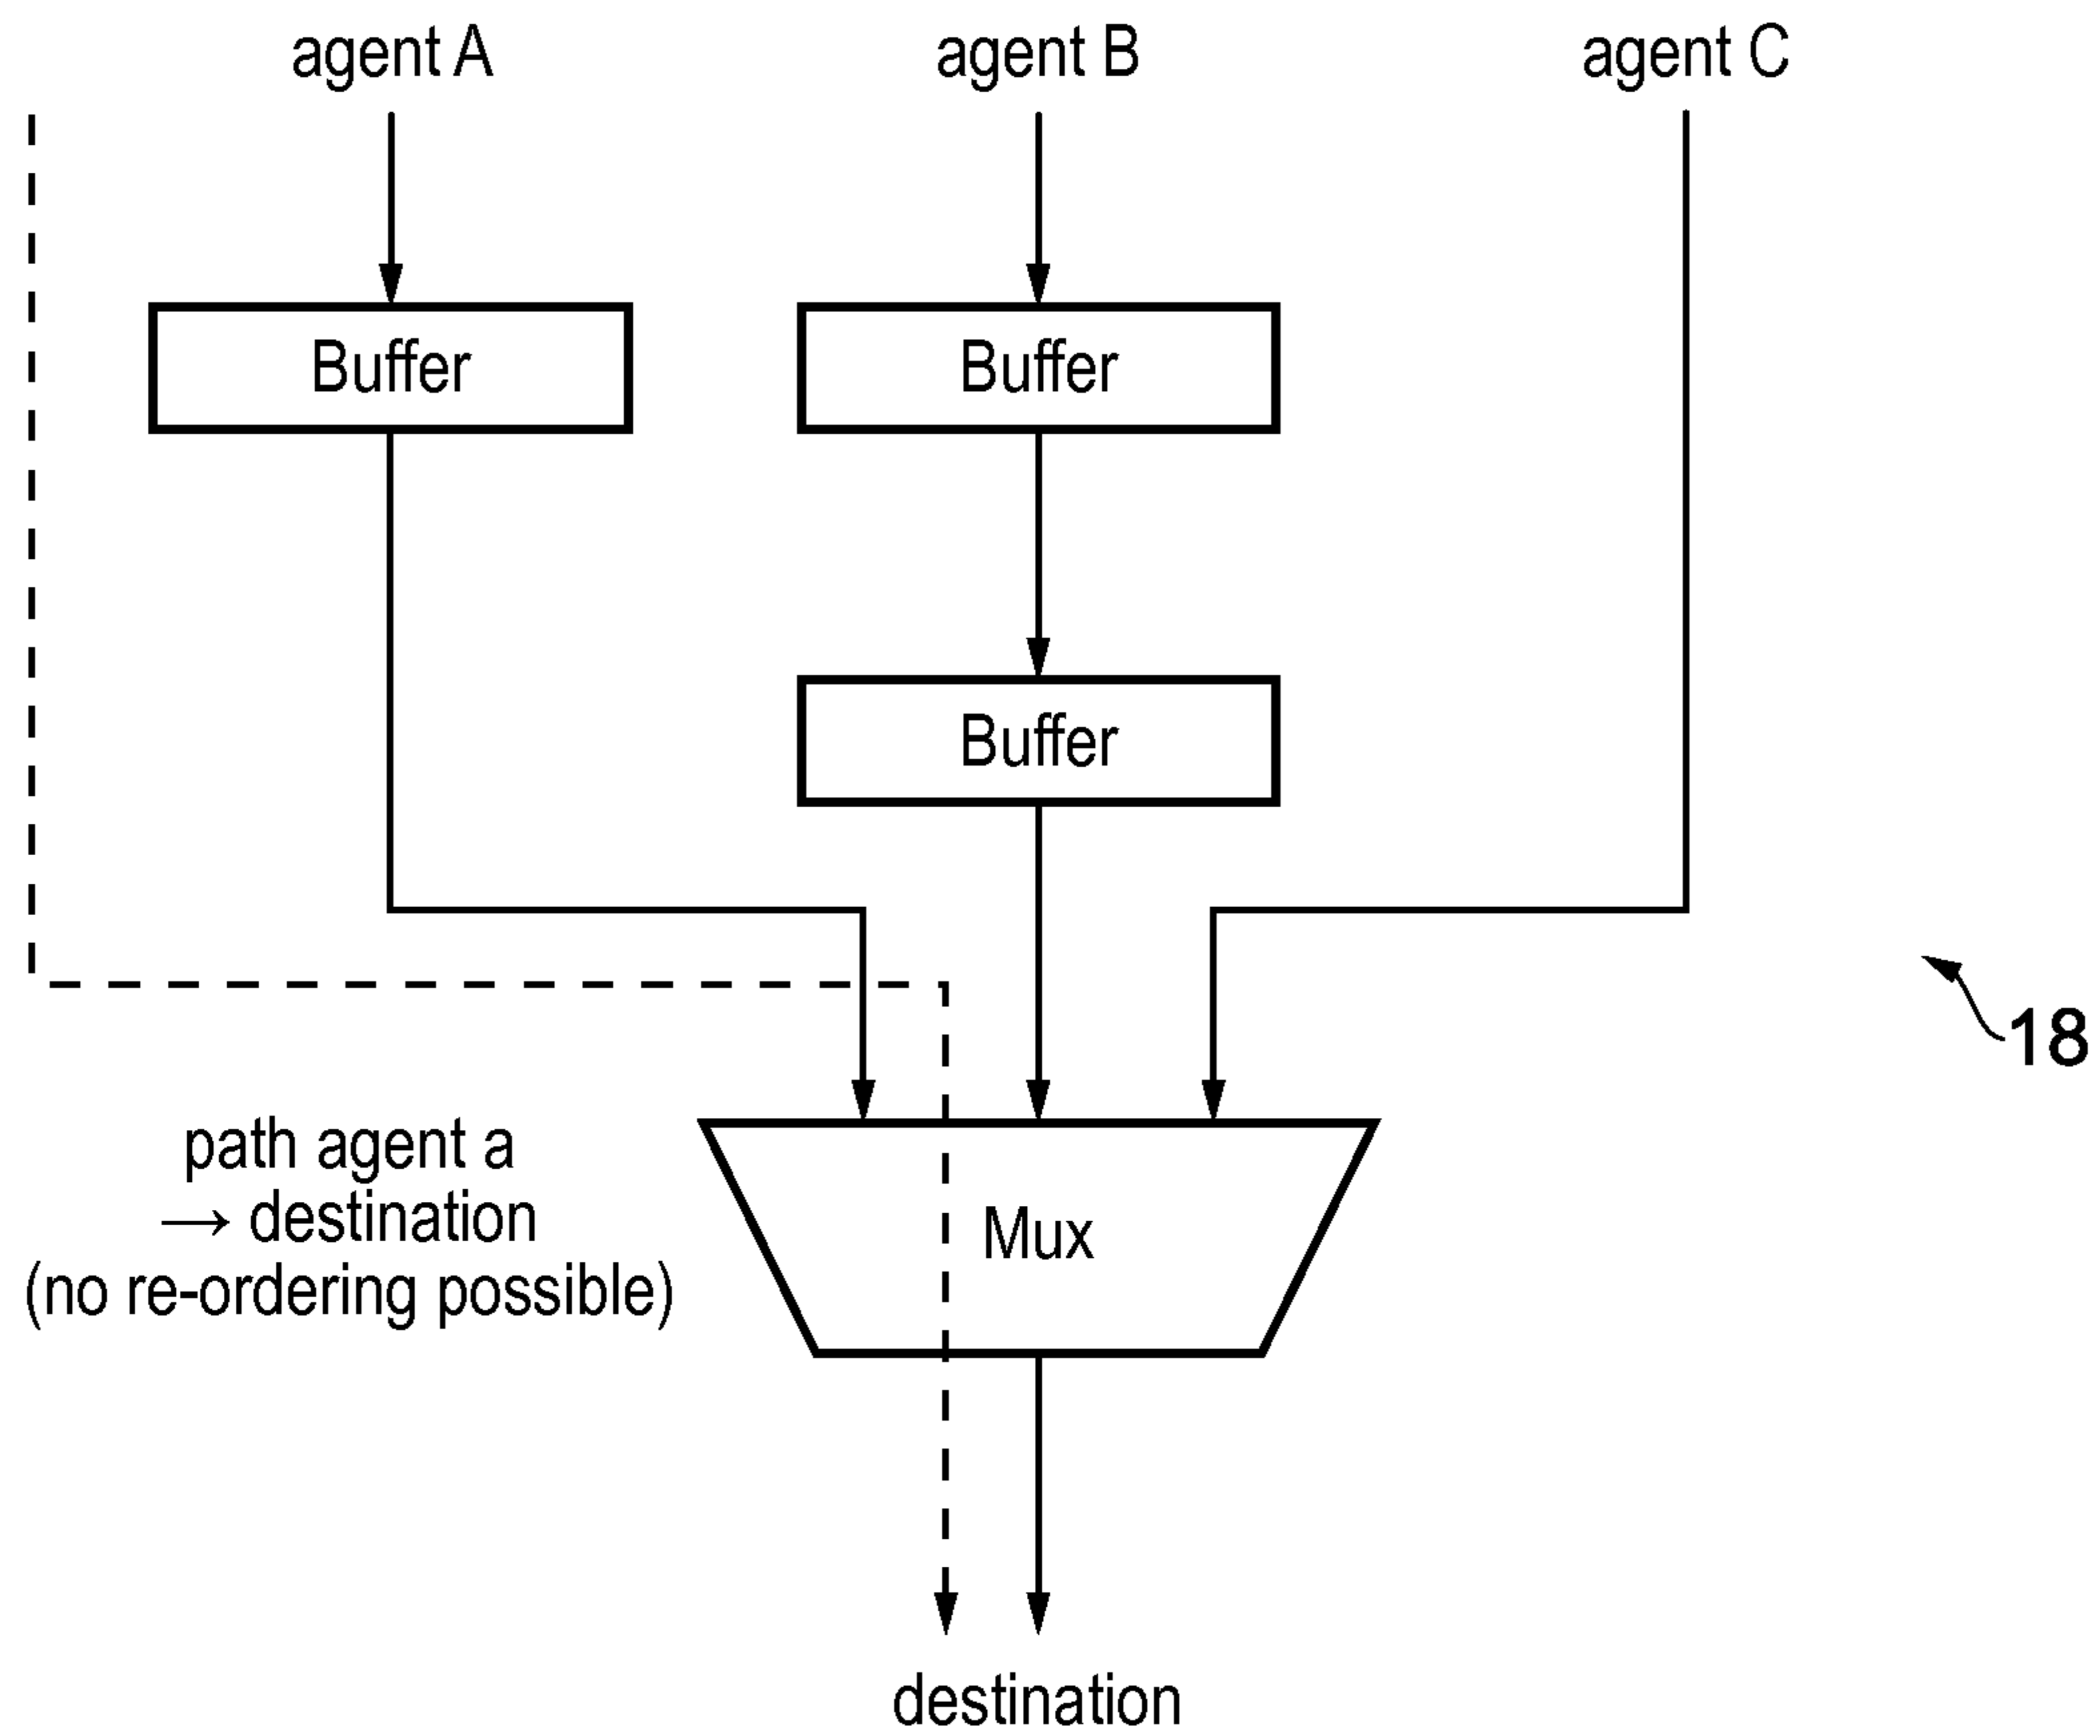 agent A
agent B
agent C
Buffer
Buffer
Buffer
18
path agent a
→ destination
(no re-ordering possible)
Mux
destination